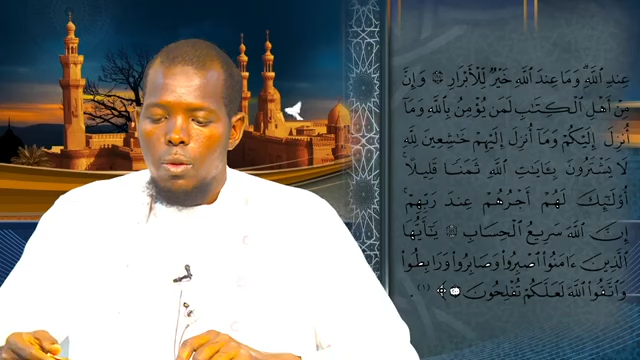 عِندِ ٱللَّهِۗ وَمَا عِندَ ٱللَّهِ خَيۡرٞ لِّلۡأَبۡرَارِ ۝ وَإِنَّ
مِنۡ أَهۡلِ ٱلۡكِتَٰبِ لَمَن يُؤۡمِنُ بِٱللَّهِ وَمَآ
أُنزِلَ إِلَيۡكُمۡ وَمَآ أُنزِلَ إِلَيۡهِمۡ خَٰشِعِينَ لِلَّهِ
لَا يَشۡتَرُونَ بِـَٔايَٰتِ ٱللَّهِ ثَمَنٗا قَلِيلًاۚ
أُوْلَٰٓئِكَ لَهُمۡ أَجۡرُهُمۡ عِندَ رَبِّهِمۡۗ
إِنَّ ٱللَّهَ سَرِيعُ ٱلۡحِسَابِ ۝ يَٰٓأَيُّهَا
ٱلَّذِينَ ءَامَنُواْ ٱصۡبِرُواْ وَصَابِرُواْ وَرَابِطُواْ
وَٱتَّقُواْ ٱللَّهَ لَعَلَّكُمۡ تُفۡلِحُونَ ۝ ﴾ (١) .